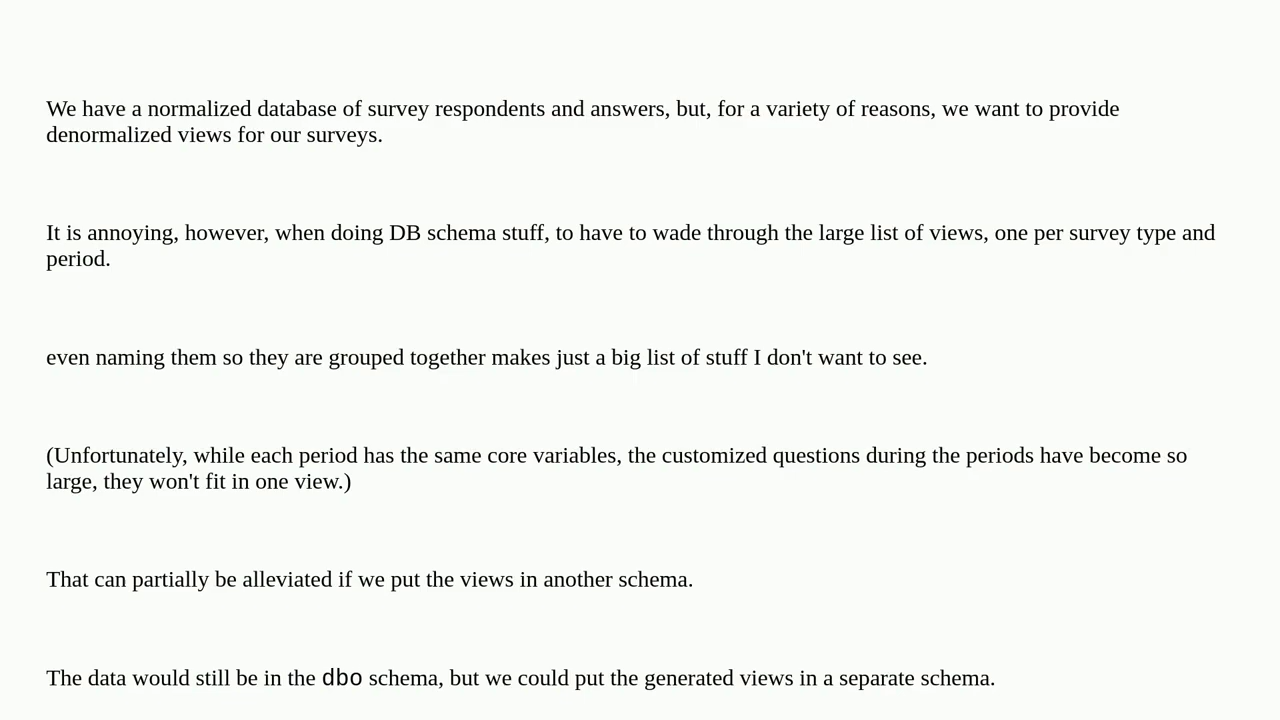 We have a normalized database of survey respondents and answers, but, for a variety of reasons, we want to provide
denormalized views for our surveys.
It is annoying, however, when doing DB schema stuff, to have to wade through the large list of views, one per survey type and
period.
even naming them so they are grouped together makes just a big list of stuff I don't want to see.
(Unfortunately, while each period has the same core variables, the customized questions during the periods have become so
large, they won't fit in one view.)
That can partially be alleviated if we put the views in another schema.
The data would still be in the dbo schema, but we could put the generated views in a separate schema.